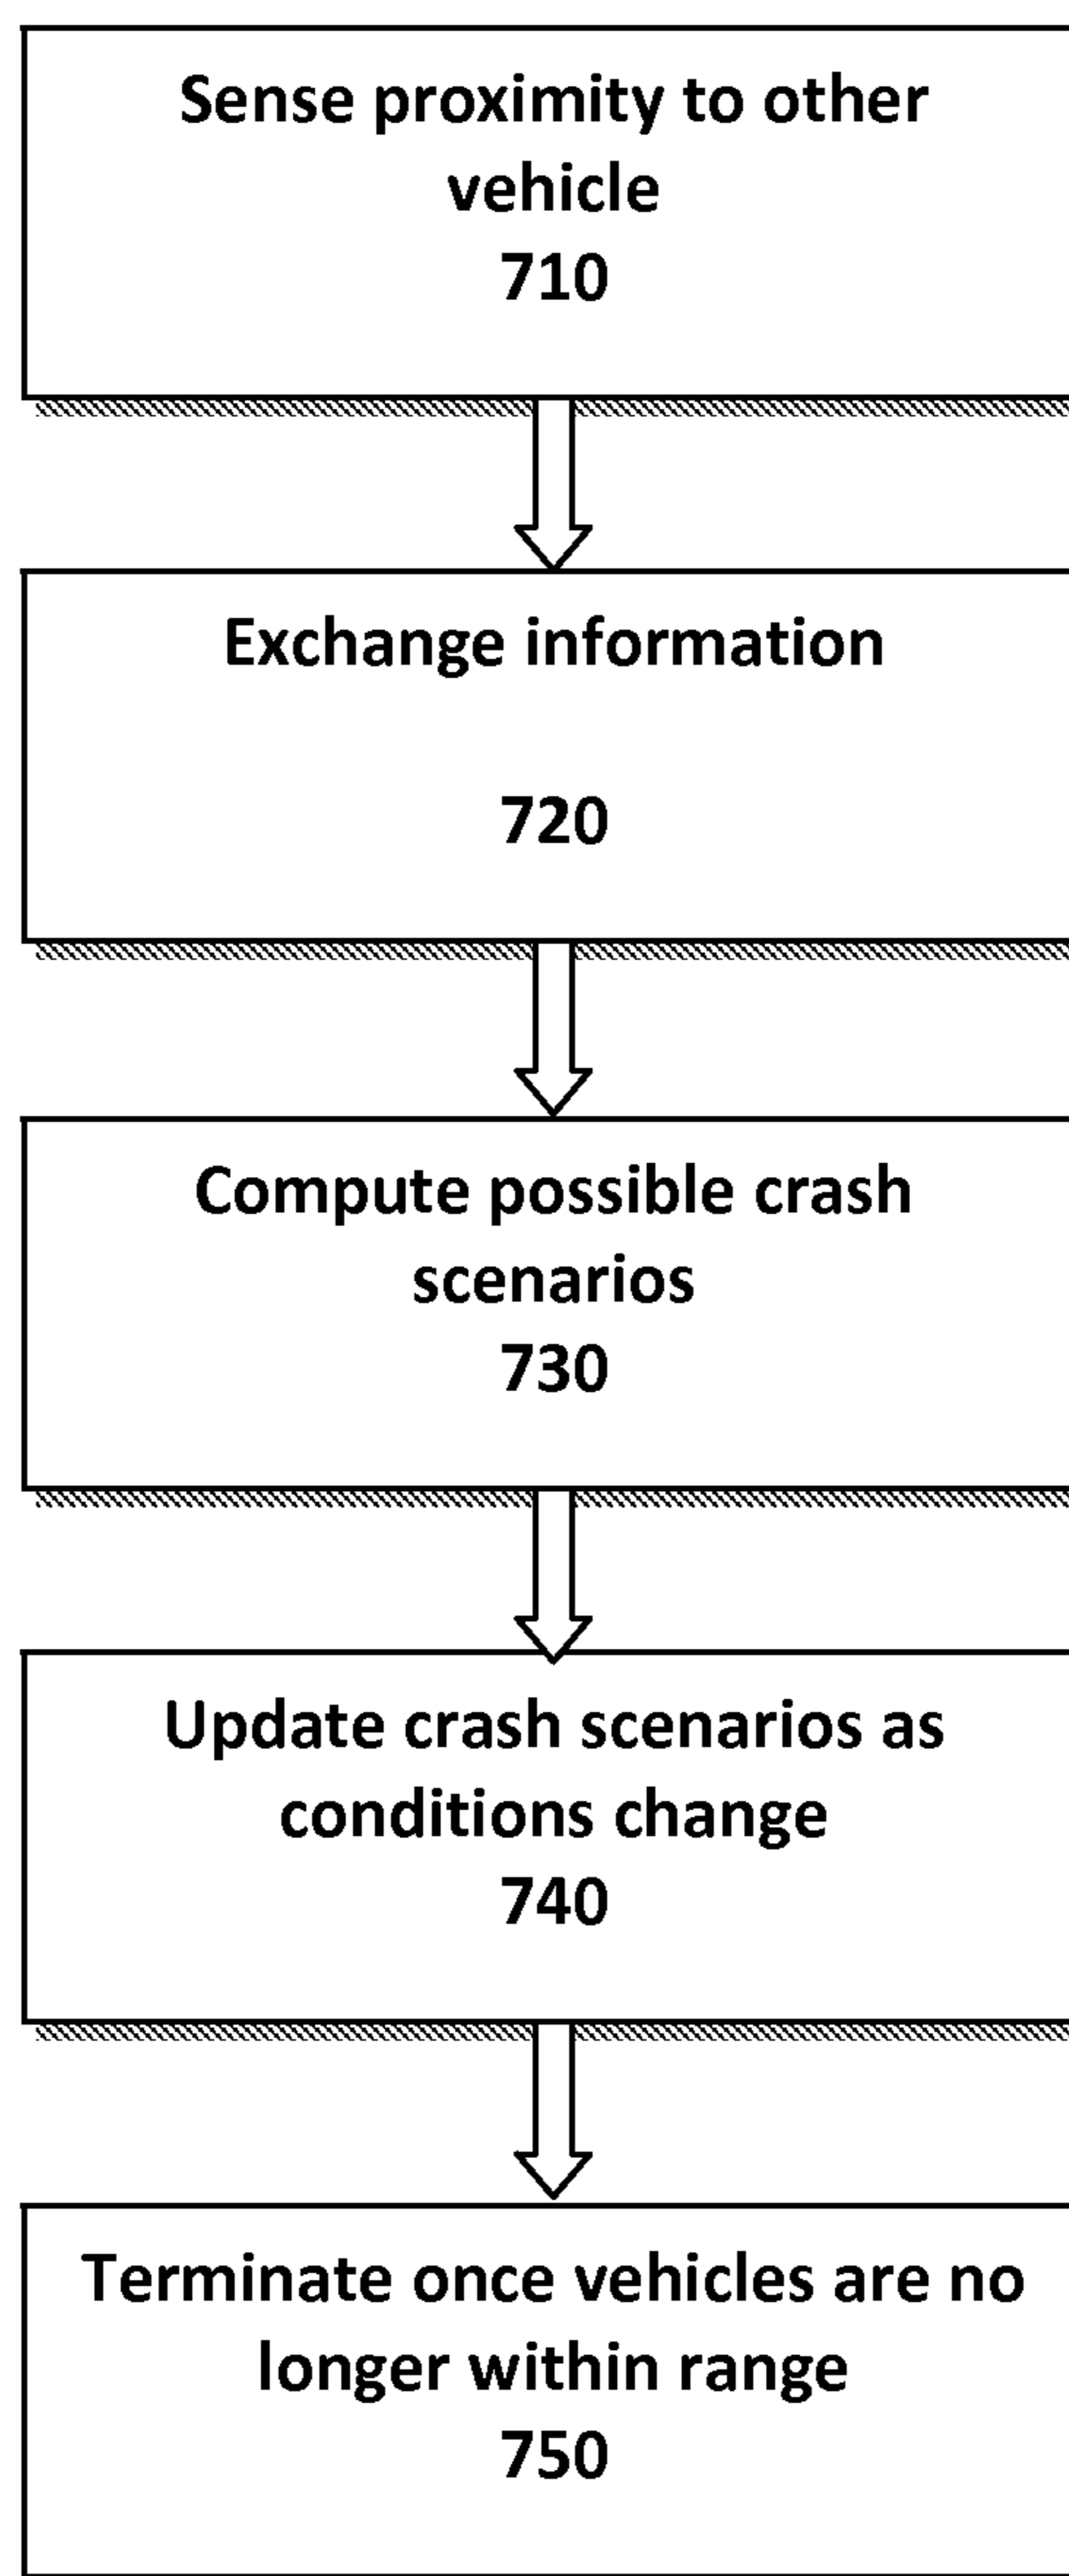 Sense proximity to other
vehicle
710
Exchange information
720
Compute possible crash
scenarios
730
Update crash scenarios as
conditions change
740
Terminate once vehicles are no
longer within range
750